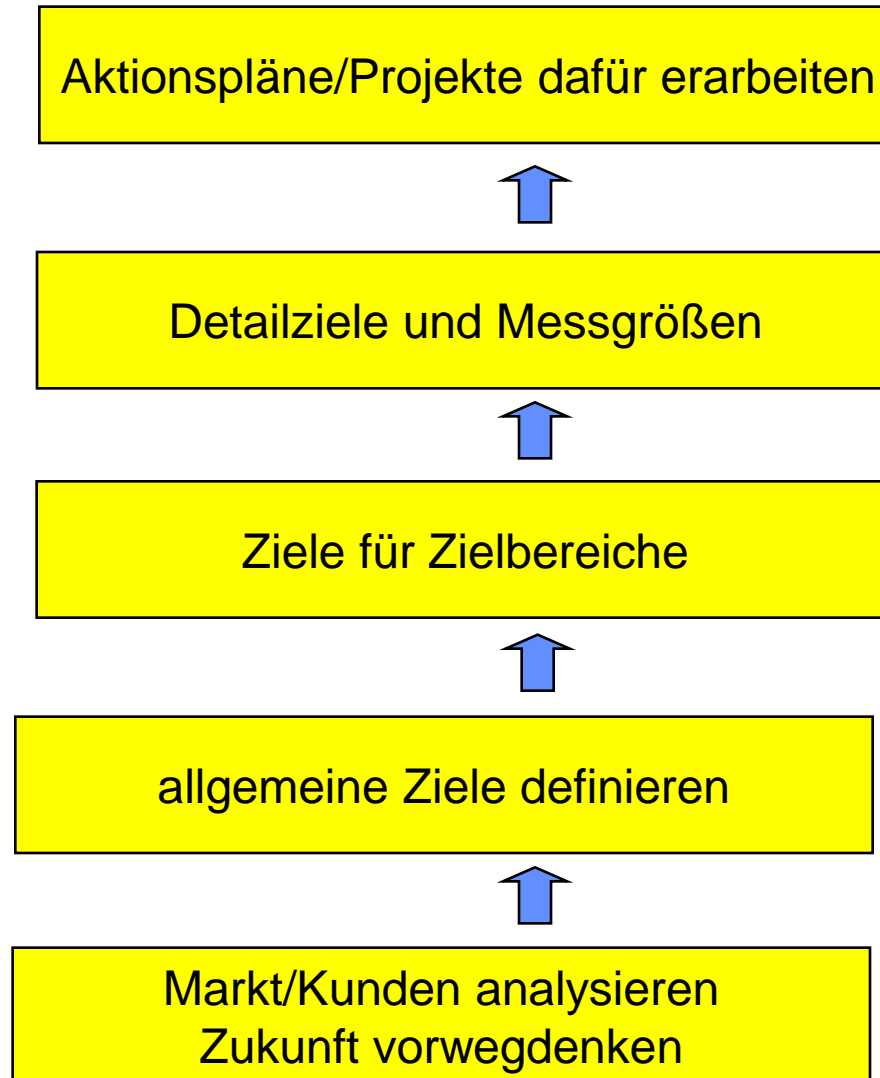 Aktionspläne/Projekte dafür erarbeiten
Detailziele und Messgrößen
Ziele für Zielbereiche
allgemeine Ziele definieren
Markt/Kunden analysieren
Zukunft vorwegdenken